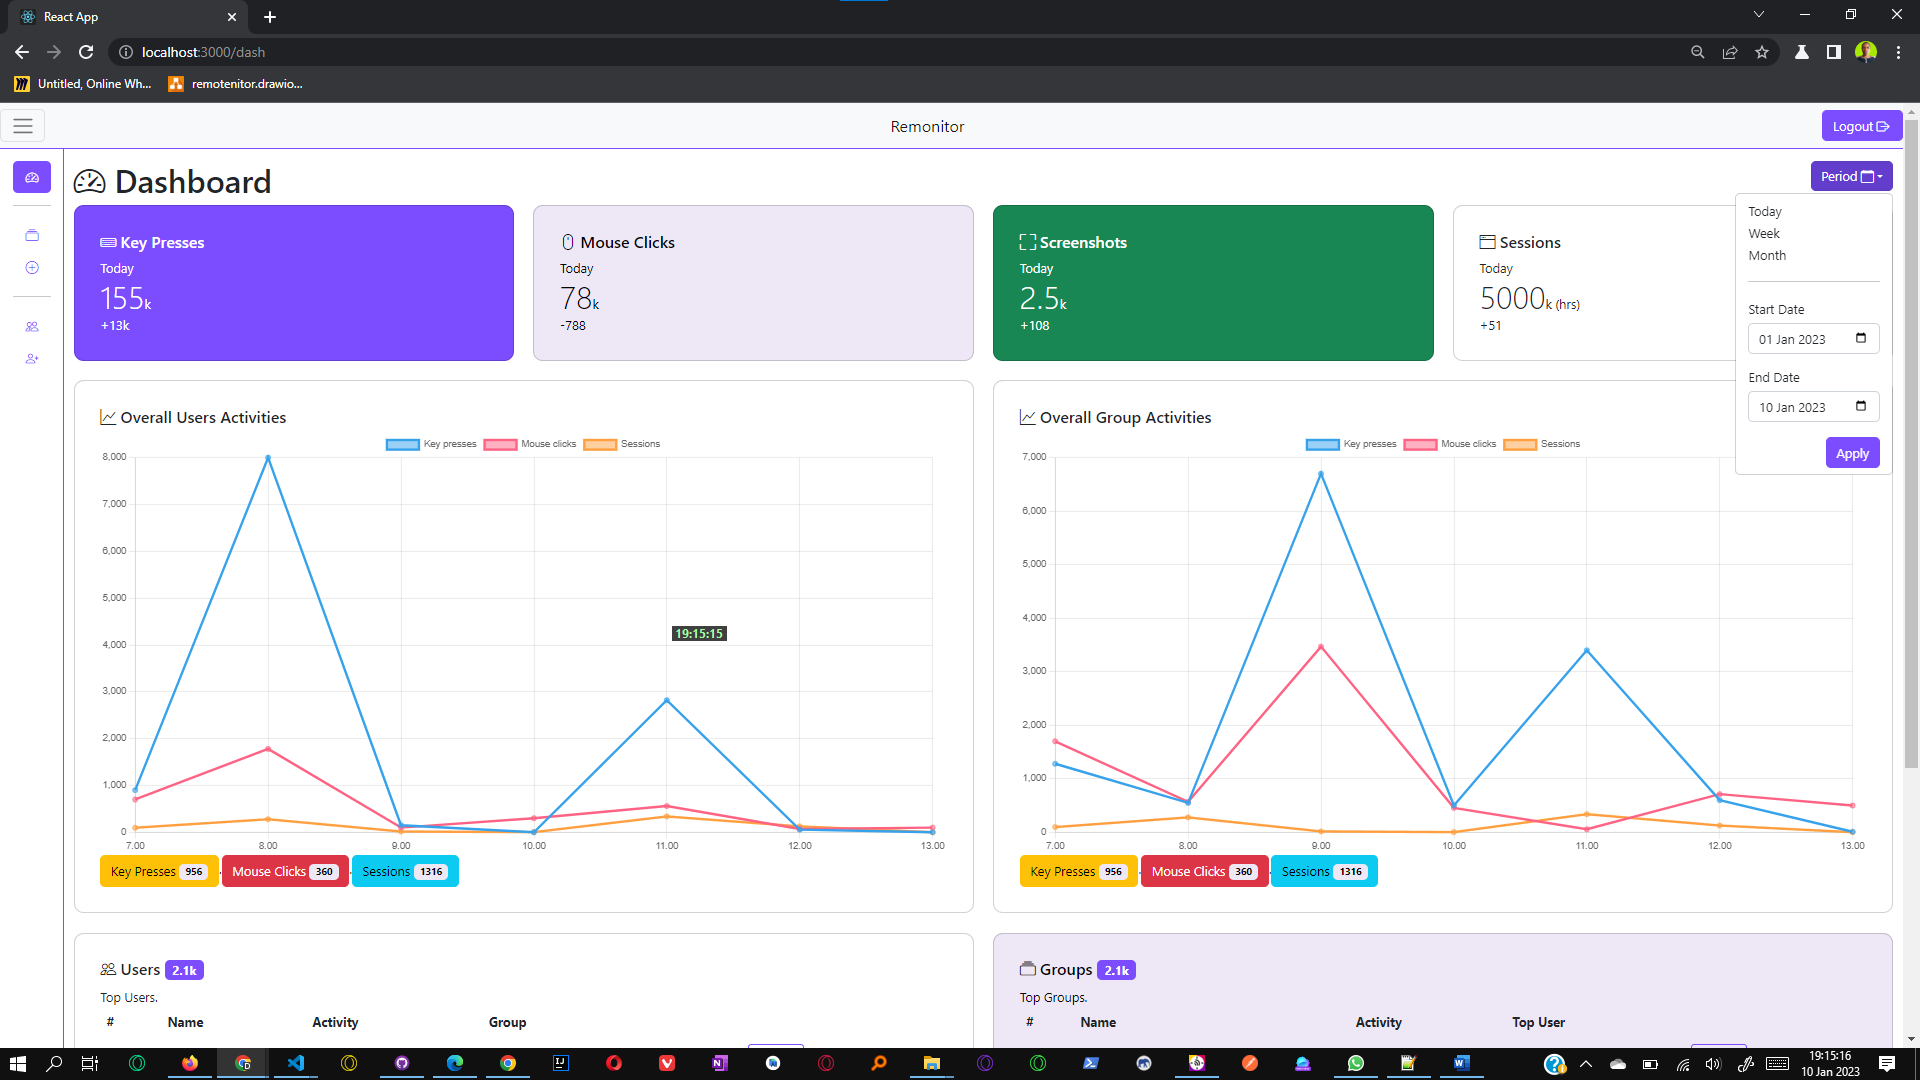 React App
localhost:3000/dash
Untitled, Online Wh...
remotenitor.drawio...
Remonitor
Logout
Dashboard
Period
Key Presses
Today
155k
+13k
Mouse Clicks
Today
78k
-788
Screenshots
Today
2.5k
+108
Sessions
Today
5000k (hrs)
+51
Today
Week
Month
Start Date
01 Jan 2023
End Date
10 Jan 2023
Apply
Overall Users Activities
Key presses Mouse clicks Sessions
8,000
7,000
6,000
5,000
4,000
3,000
2,000
1,000
0
7.00 8.00 9.00 10.00 11.00 12.00 13.00
19:15:15
Key Presses 956 Mouse Clicks 360 Sessions 1316
Overall Group Activities
Key presses Mouse clicks Sessions
7,000
6,000
5,000
4,000
3,000
2,000
1,000
0
7.00 8.00 9.00 10.00 11.00 12.00 13.00
Key Presses 956 Mouse Clicks 360 Sessions 1316
Users 2.1k
Top Users.
# Name Activity Group
Groups 2.1k
Top Groups.
# Name Activity Top User
19:15:16
10 Jan 2023